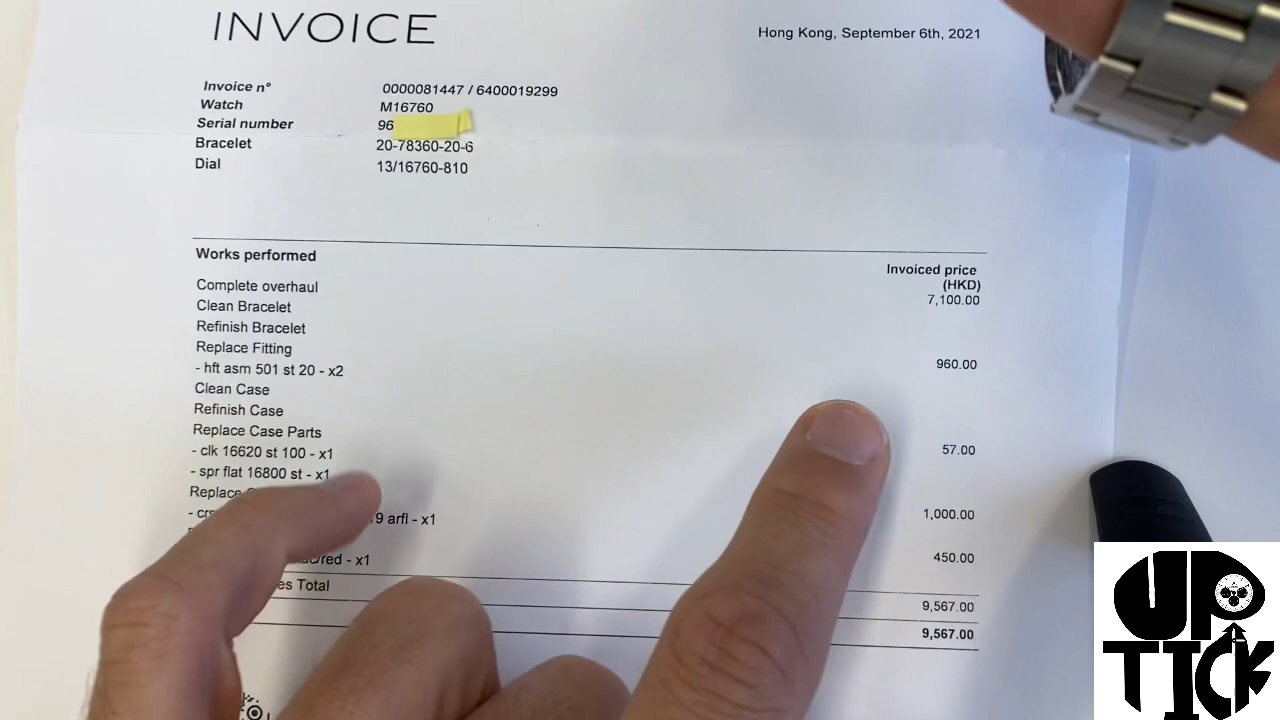 INVOICE
Hong Kong, September 6th, 2021
Invoice n° 0000081447 / 6400019299
Watch M16760
Serial number 96
Bracelet 20-78360-20-6
Dial 13/16760-810
Works performed Invoiced price
(HKD)
Complete overhaul 7,100.00
Clean Bracelet
Refinish Bracelet
Replace Fitting
- hft asm 501 st 20 - x2 960.00
Clean Case
Refinish Case
Replace Case Parts
- clk 16620 st 100 - x1 57.00
- spr flat 16800 st - x1
Replace
9 arfl - x1 1,000.00
/red - x1 450.00
Total
9,567.00
9,567.00
UP
TICK